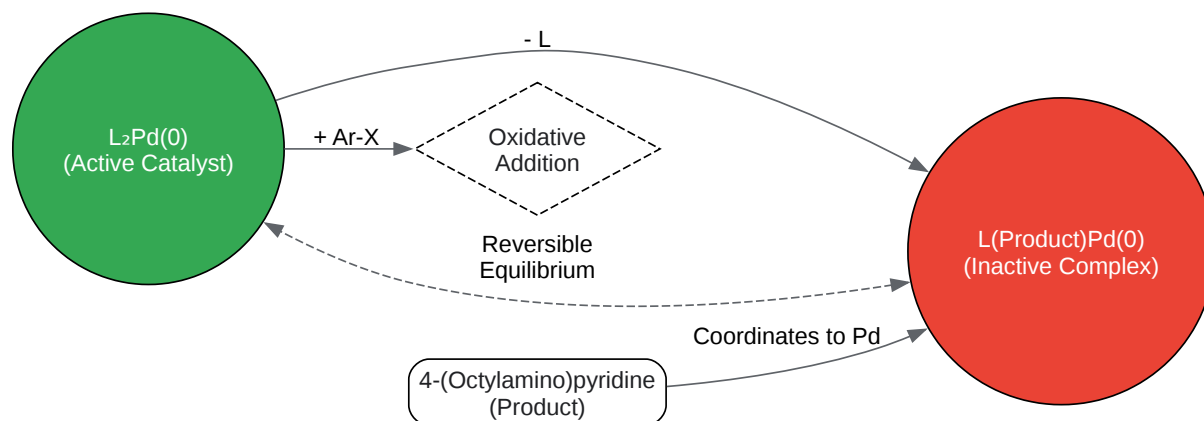 - L
L₂Pd(0)
(Active Catalyst)
+ Ar-X
Oxidative
Addition
Reversible
Equilibrium
L(Product)Pd(0)
(Inactive Complex)
Coordinates to Pd
4-(Octylamino)pyridine
(Product)